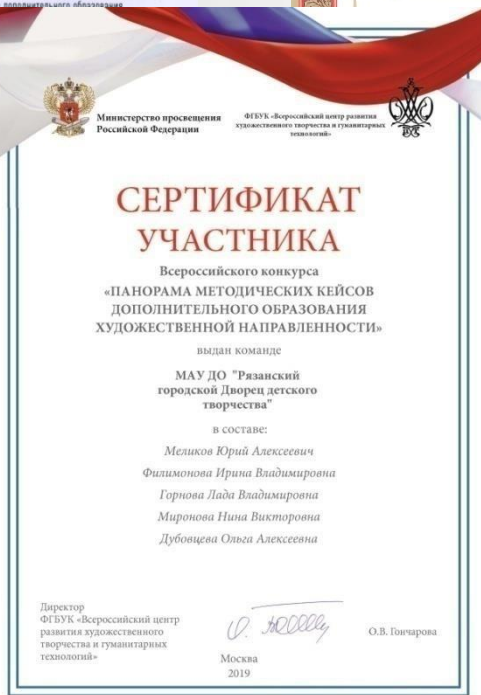 дополнительного образования
Министерство просвещения
Российской Федерации
ФГБУК «Всероссийский центр развития
художественного творчества и гуманитарных
технологий»
СЕРТИФИКАТ
УЧАСТНИКА
Всероссийского конкурса
«ПАНОРАМА МЕТОДИЧЕСКИХ КЕЙСОВ
ДОПОЛНИТЕЛЬНОГО ОБРАЗОВАНИЯ
ХУДОЖЕСТВЕННОЙ НАПРАВЛЕННОСТИ»
выдан команде
МАУ ДО "Рязанский
городской Дворец детского
творчества"
в составе:
Меликов Юрий Алексеевич
Филимонова Ирина Владимировна
Горнова Лада Владимировна
Миронова Нина Викторовна
Дубовцева Ольга Алексеевна
Директор
ФГБУК «Всероссийский центр
развития художественного
творчества и гуманитарных
технологий»
О.В. Гончарова
Москва
2019